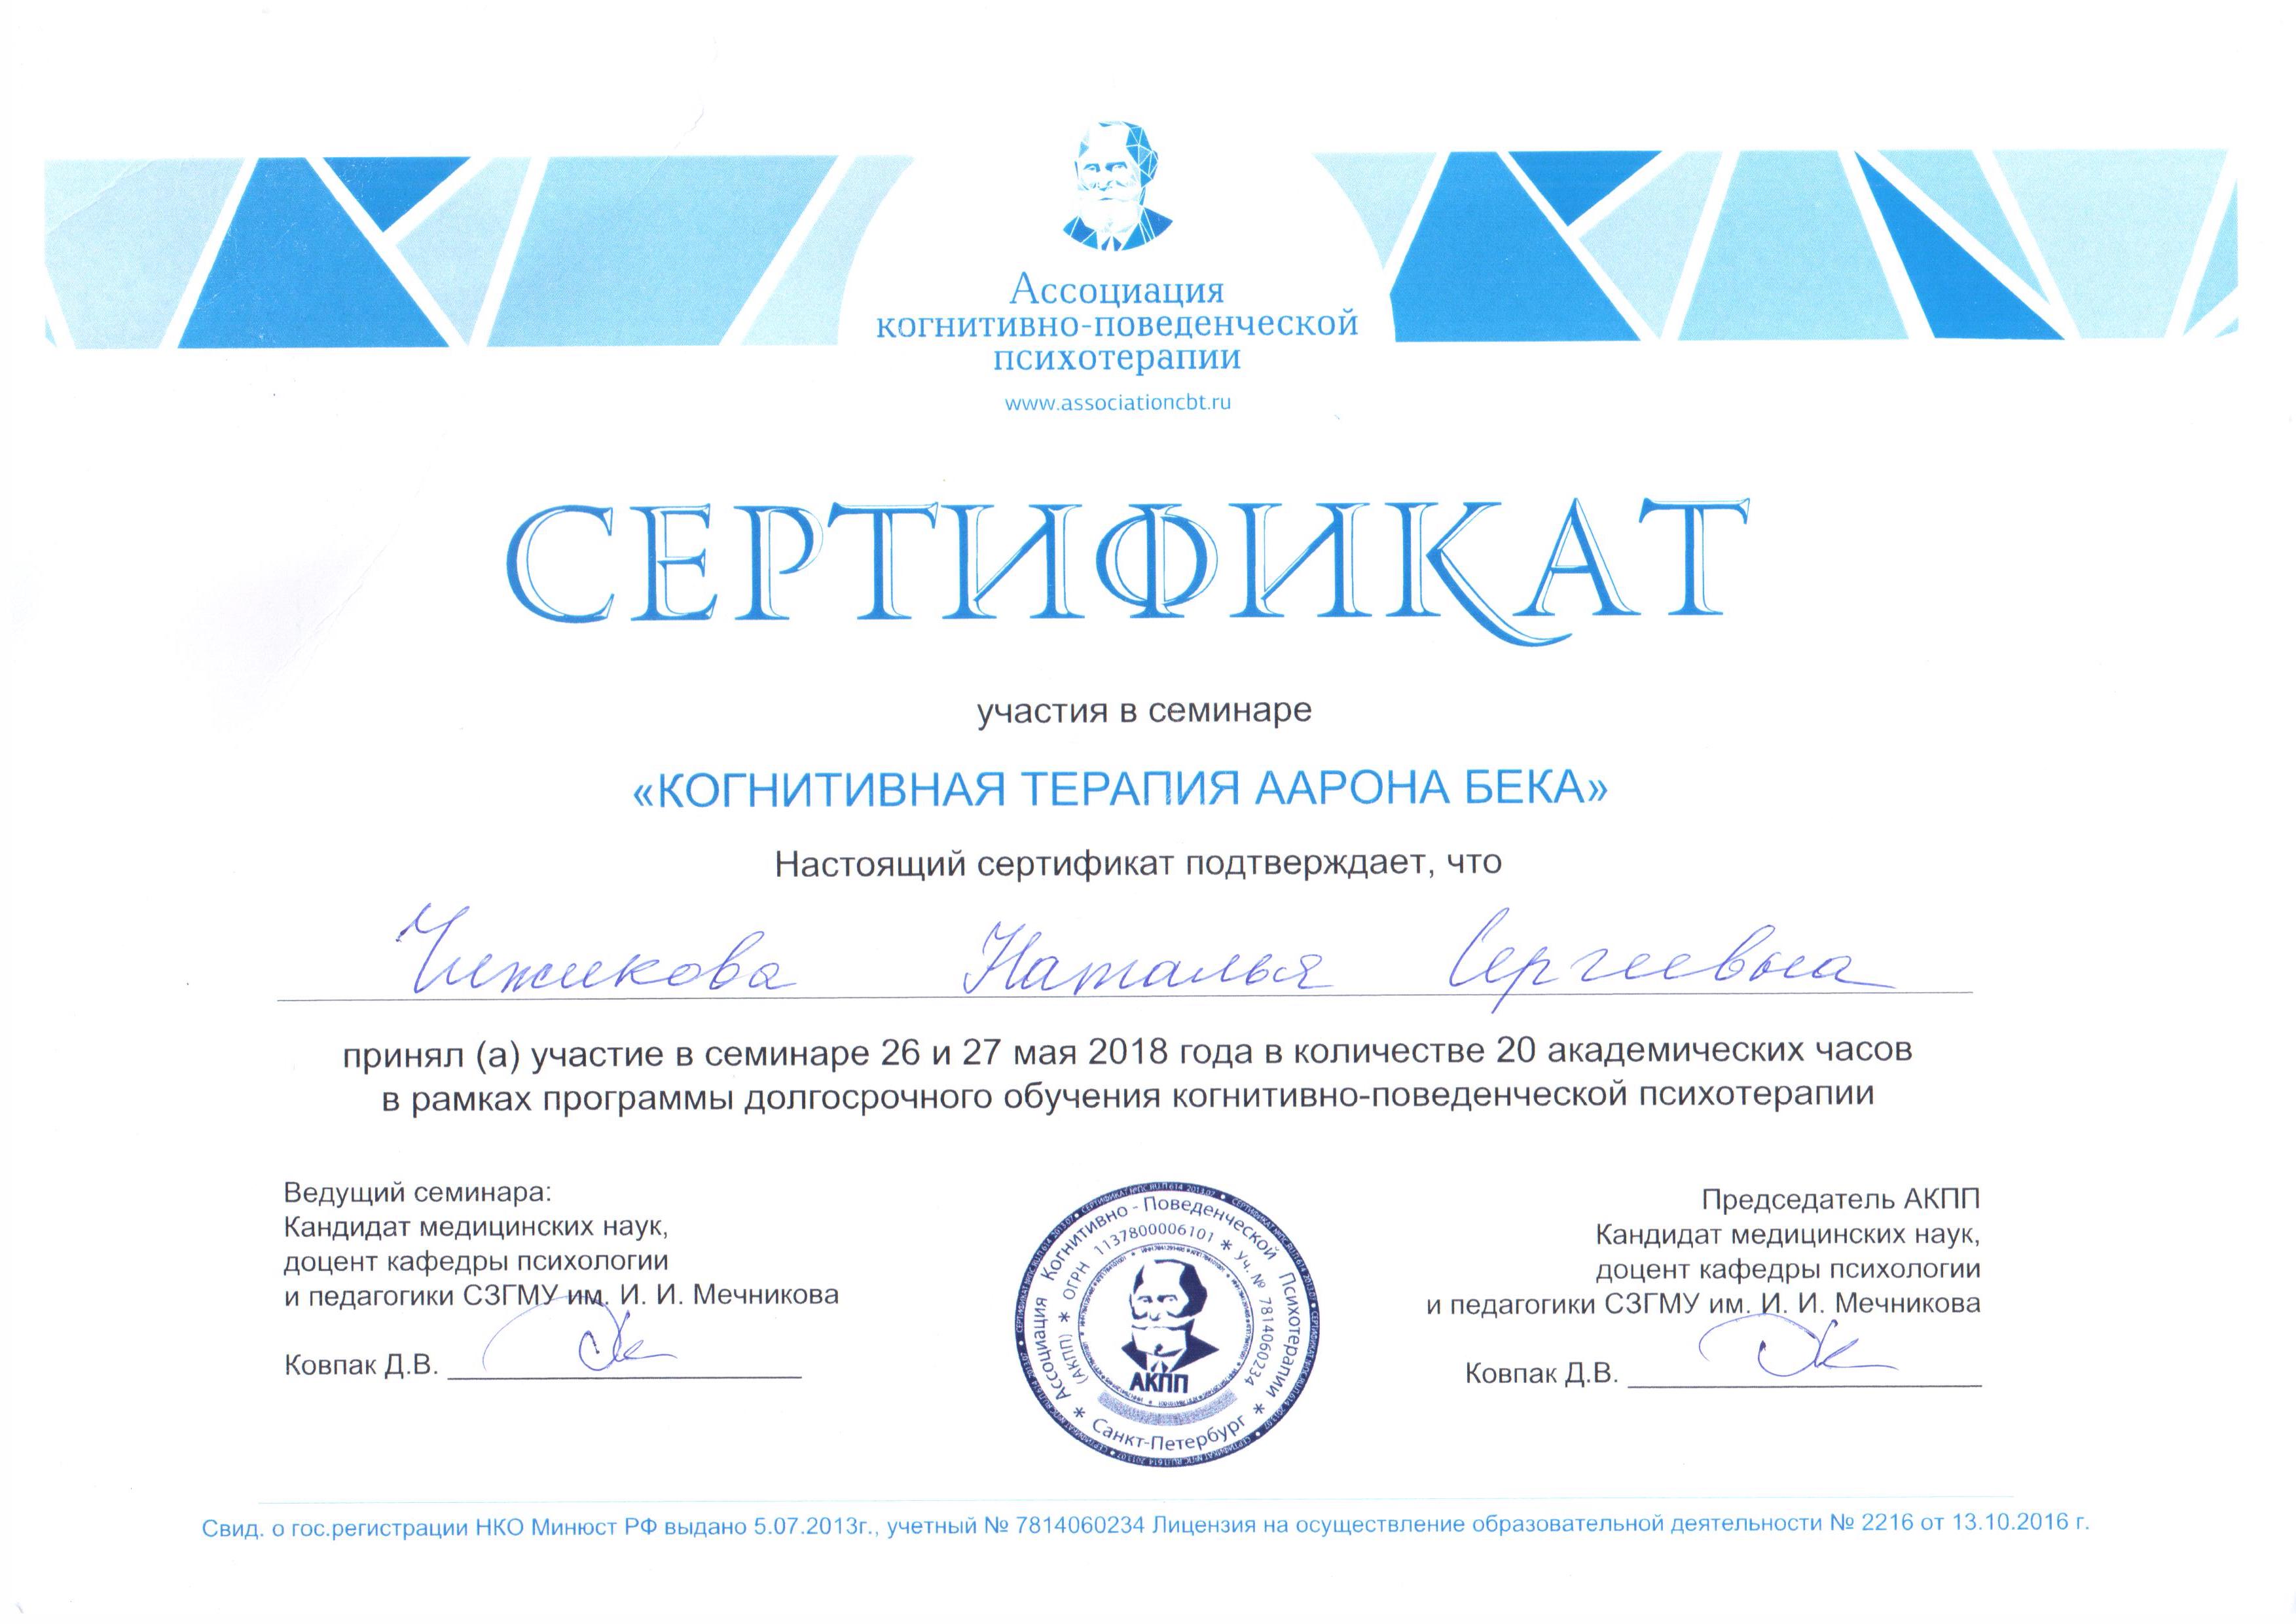 Ассоциация
когнитивно-поведенческой
психотерапии
www.associationcbt.ru
СЕРТИФИКАТ
участия в семинаре
«КОГНИТИВНАЯ ТЕРАПИЯ ААРОНА БЕКА»
Настоящий сертификат подтверждает, что
Чижикова Наталья Сергеевна
принял (а) участие в семинаре 26 и 27 мая 2018 года в количестве 20 академических часов
в рамках программы долгосрочного обучения когнитивно-поведенческой психотерапии
Ведущий семинара:
Кандидат медицинских наук,
доцент кафедры психологии
и педагогики СЗГМУ им. И. И. Мечникова
Ковпак Д.В.
Ассоциация Когнитивно - Поведенческой Психотерапии
* Санкт-Петербург *
(АКПП) * ОГРН 1137800006101 * Уч. № 7814060234
АКПП
Председатель АКПП
Кандидат медицинских наук,
доцент кафедры психологии
и педагогики СЗГМУ им. И. И. Мечникова
Ковпак Д.В.
Свид. о гос.регистрации НКО Минюст РФ выдано 5.07.2013г., учетный № 7814060234 Лицензия на осуществление образовательной деятельности № 2216 от 13.10.2016 г.